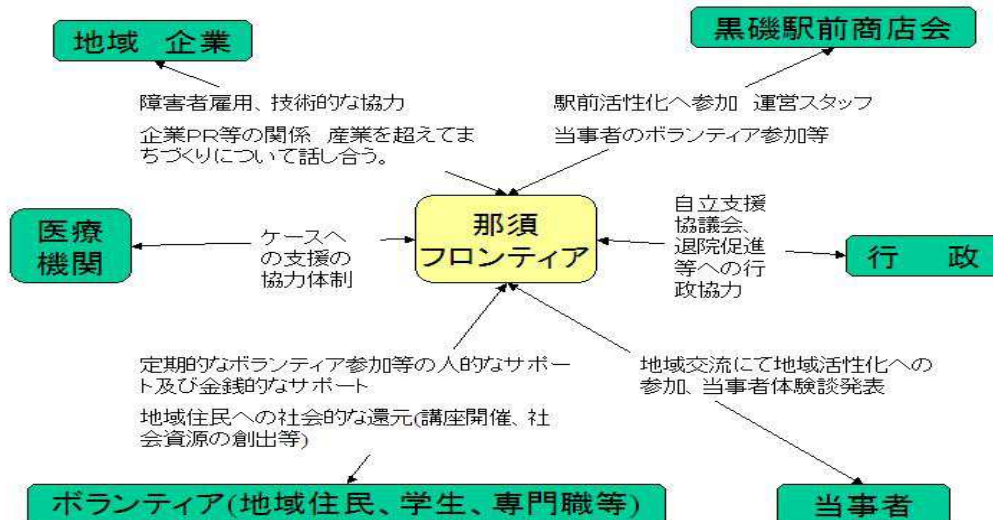 地域 企業
黒磯駅前商店会
障害者雇用、技術的な協力
企業PR等の関係 産業を超えてま
ちづくりについて話し合う。
駅前活性化へ参加 運営スタッフ
当事者のボランティア参加等
医療
機関
ケースへ
の支援の
協力体制
那須
フロンティア
自立支援
協議会、
退院促進
等への行
政協力
行 政
定期的なボランティア参加等の人的なサポー
ト及び金銭的なサポート
地域住民への社会的な還元(講座開催、社
会資源の創出等)
地域交流にて地域活性化への
参加、当事者体験談発表
ボランティア(地域住民、学生、専門職等)
当事者